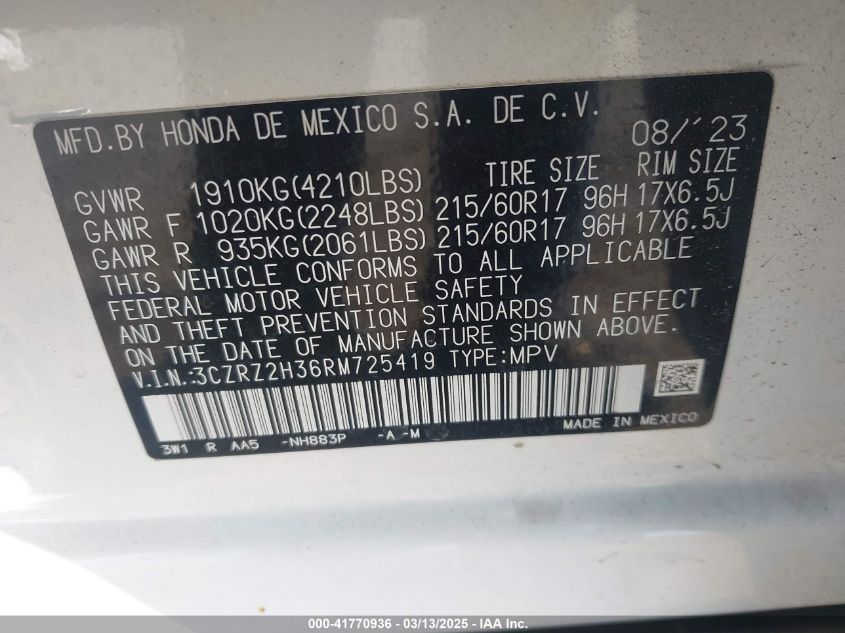 MFD.BY HONDA DE MEXICO S.A. DE C.V. 08/'23
TIRE SIZE RIM SIZE
GVWR 1910KG(4210LBS)
GAWR F 1020KG(2248LBS) 215/60R17 96H 17X6.5J
GAWR R 935KG(2061LBS) 215/60R17 96H 17X6.5J
THIS VEHICLE CONFORMS TO ALL APPLICABLE
FEDERAL MOTOR VEHICLE SAFETY
AND THEFT PREVENTION STANDARDS IN EFFECT
ON THE DATE OF MANUFACTURE SHOWN ABOVE.
V.I.N.:3CZRZ2H36RM725419 TYPE:MPV
3W1 R AA5 -NH883P -A -M MADE IN MEXICO
000-41770936 - 03/13/2025 - IAA Inc.